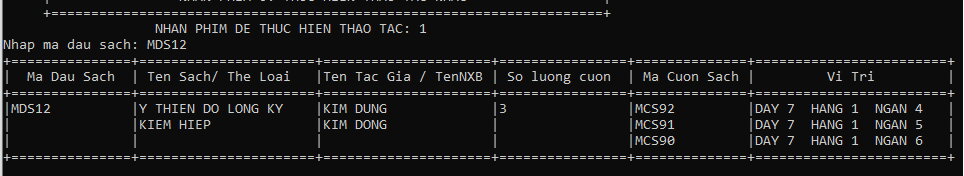 +=====================================================================+
NHAN PHIM DE THUC HIEN THAO TAC: 1
Nhap ma dau sach: MDS12
+===============+======================+=====================+================+==============+========================+
| Ma Dau Sach | Ten Sach/ The Loai |Ten Tac Gia / TenNXB | So luong cuon | Ma Cuon Sach | Vi Tri |
+===============+======================+=====================+================+==============+========================+
|MDS12 |Y THIEN DO LONG KY |KIM DUNG |3 |MCS92 |DAY 7 HANG 1 NGAN 4 |
| |KIEM HIEP |KIM DONG | |MCS91 |DAY 7 HANG 1 NGAN 5 |
| | | | |MCS90 |DAY 7 HANG 1 NGAN 6 |
+===============+======================+=====================+================+==============+========================+